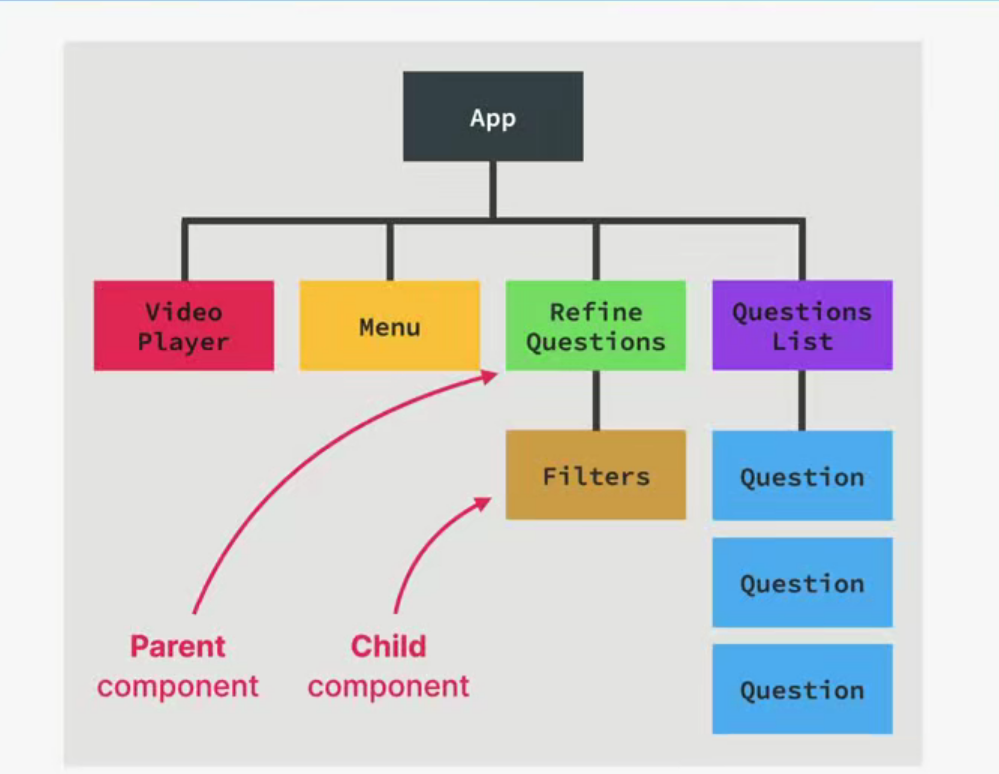 App
Video
Player
Menu
Refine
Questions
Questions
List
Filters
Question
Question
Question
Parent
component
Child
component